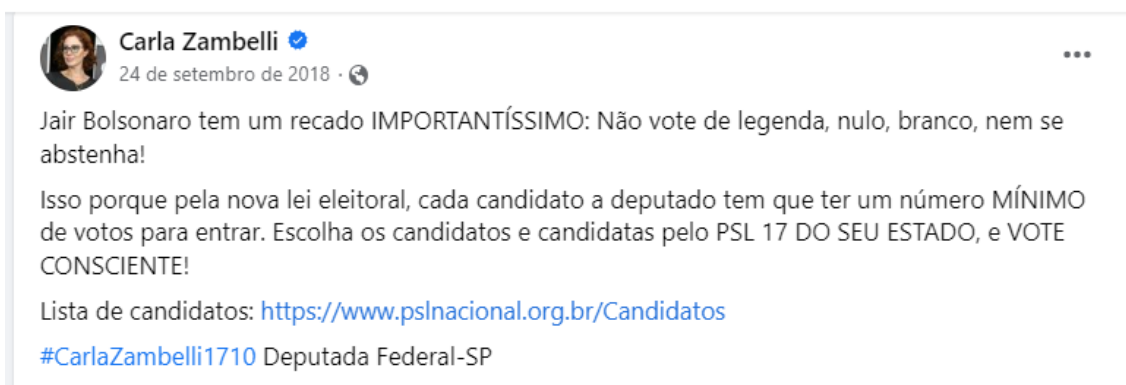 Carla Zambelli
24 de setembro de 2018 ·
Jair Bolsonaro tem um recado IMPORTANTÍSSIMO: Não vote de legenda, nulo, branco, nem se
abstenha!
Isso porque pela nova lei eleitoral, cada candidato a deputado tem que ter um número MÍNIMO
de votos para entrar. Escolha os candidatos e candidatas pelo PSL 17 DO SEU ESTADO, e VOTE
CONSCIENTE!
Lista de candidatos: https://www.pslnacional.org.br/Candidatos
#CarlaZambelli1710 Deputada Federal-SP